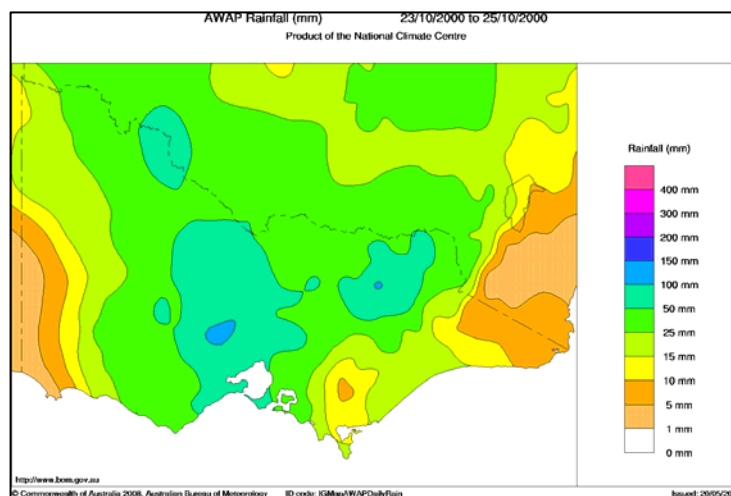 AWAP Rainfall (mm) 23/10/2000 to 25/10/2000
Product of the National Climate Centre
Rainfall (mm)
400 mm
300 mm
200 mm
150 mm
100 mm
50 mm
25 mm
15 mm
10 mm
5 mm
1 mm
0 mm
http://www.bom.gov.au
© Commonwealth of Australia 2008, Australian Bureau of Meteorology ID code: IGMapAWAPDailyRain Issued: